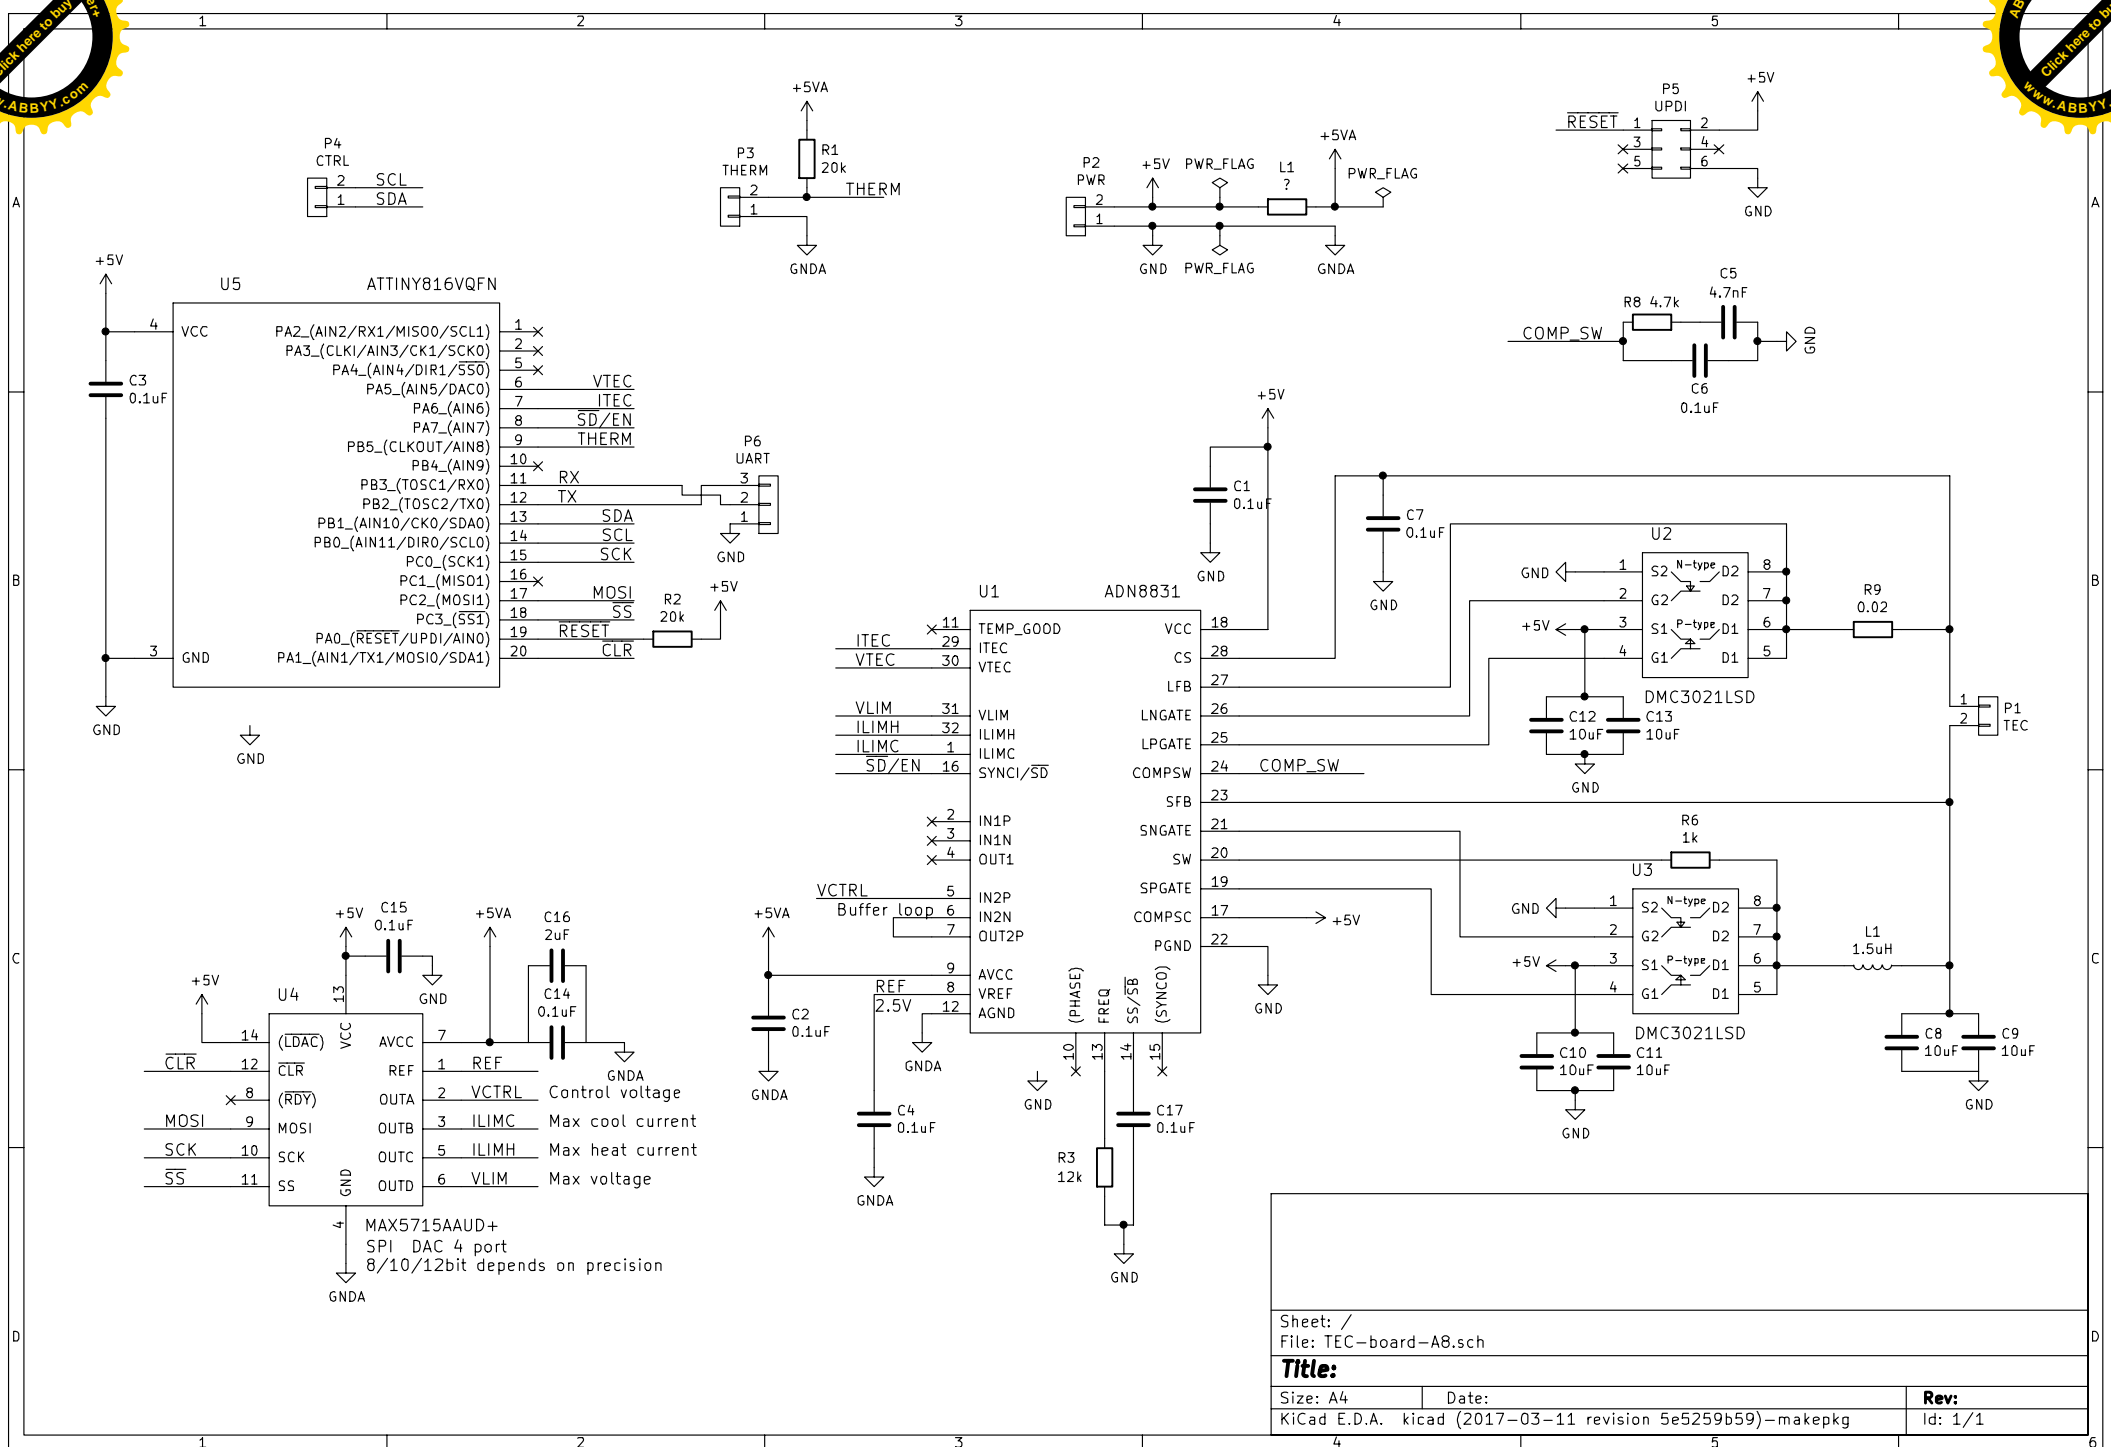 1 2 3 4 5
Click here to buy
w.ABBYY.com
Click here to bu
www.ABBYY.
A
B
C
D
A
B
C
D
P4
CTRL
2 SCL
1 SDA
+5VA
R1
20k
P3
THERM
2 THERM
1
GNDA
P2
PWR
2
1
+5V
PWR_FLAG
L1
?
+5VA
PWR_FLAG
GND
PWR_FLAG
GNDA
P5
UPDI
+5V
RESET 1 2
3 4
5 6
GND
COMP_SW
R8 4.7k
C5
4.7nF
C6
0.1uF
GND
+5V
U5 ATTINY816VQFN
4 VCC
3 GND
C3
0.1uF
GND
GND
PA2_(AIN2/RX1/MISO0/SCL1) 1
PA3_(CLKI/AIN3/CK1/SCK0) 2
PA4_(AIN4/DIR1/SS0) 5
PA5_(AIN5/DAC0) 6 VTEC
PA6_(AIN6) 7 ITEC
PA7_(AIN7) 8 SD/EN
PB5_(CLKOUT/AIN8) 9 THERM
PB4_(AIN9) 10
PB3_(TOSC1/RX0) 11 RX
PB2_(TOSC2/TX0) 12 TX
PB1_(AIN10/CK0/SDA0) 13 SDA
PB0_(AIN11/DIR0/SCL0) 14 SCL
PC0_(SCK1) 15 SCK
PC1_(MISO1) 16
PC2_(MOSI1) 17 MOSI
PC3_(SS1) 18 SS
PA0_(RESET/UPDI/AIN0) 19 RESET
PA1_(AIN1/TX1/MOSI0/SDA1) 20 CLR
P6
UART
3
2
1
GND
R2
20k
+5V
+5V
C1
0.1uF
GND
C7
0.1uF
GND
U1 ADN8831
11 TEMP_GOOD
ITEC 29 ITEC
VTEC 30 VTEC
VLIM 31 VLIM
ILIMH 32 ILIMH
ILIMC 1 ILIMC
SD/EN 16 SYNCI/SD
2 IN1P
3 IN1N
4 OUT1
VCTRL 5 IN2P
Buffer loop 6 IN2N
7 OUT2P
9 AVCC
REF 8 VREF
2.5V
12 AGND
VCC 18
CS 28
LFB 27
LNGATE 26
LPGATE 25
COMPSW 24 COMP_SW
SFB 23
SNGATE 21
SW 20
SPGATE 19
COMPSC 17 +5V
PGND 22
GND
(PHASE) 10
FREQ 13
SS/SB 14
(SYNCO) 15
+5VA
C2
0.1uF
GNDA
GNDA
C4
0.1uF
GNDA
GND
R3
12k
C17
0.1uF
GND
U2
GND 1 S2 N-type D2 8
2 G2 D2 7
+5V 3 S1 P-type D1 6
4 G1 D1 5
DMC3021LSD
C12
10uF
C13
10uF
GND
R9
0.02
1 P1
2 TEC
R6
1k
U3
GND 1 S2 N-type D2 8
2 G2 D2 7
+5V 3 S1 P-type D1 6
4 G1 D1 5
DMC3021LSD
C10
10uF
C11
10uF
GND
L1
1.5uH
C8
10uF
C9
10uF
GND
+5V
C15
0.1uF
GND
+5VA
C16
2uF
C14
0.1uF
GNDA
+5V
U4
13 VCC
14 (LDAC)
CLR 12 CLR
8 (RDY)
MOSI 9 MOSI
SCK 10 SCK
SS 11 SS
AVCC 7
REF 1 REF
OUTA 2 VCTRL Control voltage
OUTB 3 ILIMC Max cool current
OUTC 5 ILIMH Max heat current
OUTD 6 VLIM Max voltage
GND 4
MAX5715AAUD+
SPI DAC 4 port
8/10/12bit depends on precision
GNDA
Sheet: /
File: TEC-board-A8.sch
Title:
Size: A4 Date: Rev:
KiCad E.D.A. kicad (2017-03-11 revision 5e5259b59)-makepkg Id: 1/1
1 2 3 4 5 6